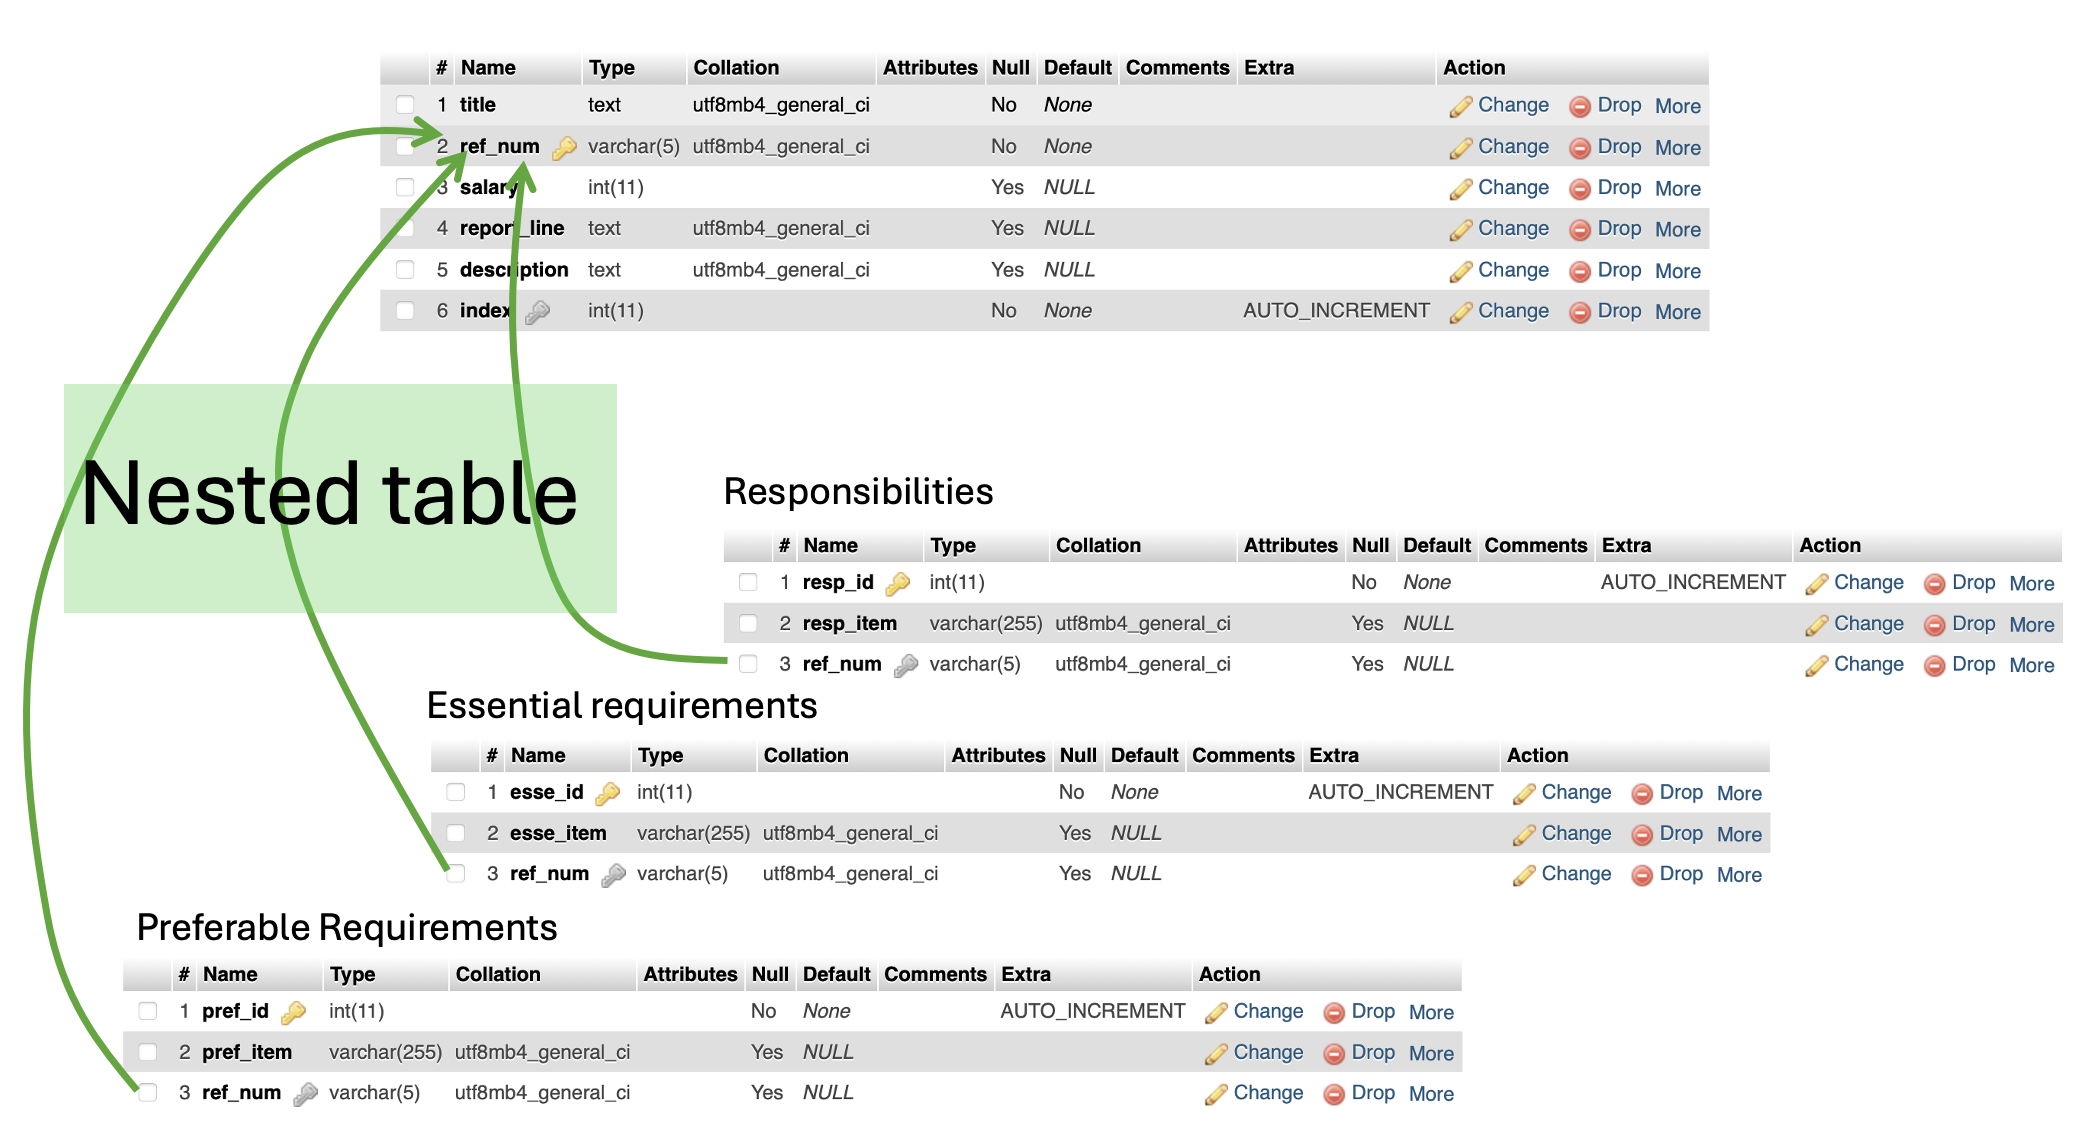 # Name Type Collation Attributes Null Default Comments Extra Action
1 title text utf8mb4_general_ci No None Change Drop More
2 ref_num varchar(5) utf8mb4_general_ci No None Change Drop More
3 salary int(11) Yes NULL Change Drop More
4 report_line text utf8mb4_general_ci Yes NULL Change Drop More
5 description text utf8mb4_general_ci Yes NULL Change Drop More
6 index int(11) No None AUTO_INCREMENT Change Drop More
Nested table
Responsibilities
# Name Type Collation Attributes Null Default Comments Extra Action
1 resp_id int(11) No None AUTO_INCREMENT Change Drop More
2 resp_item varchar(255) utf8mb4_general_ci Yes NULL Change Drop More
3 ref_num varchar(5) utf8mb4_general_ci Yes NULL Change Drop More
Essential requirements
# Name Type Collation Attributes Null Default Comments Extra Action
1 esse_id int(11) No None AUTO_INCREMENT Change Drop More
2 esse_item varchar(255) utf8mb4_general_ci Yes NULL Change Drop More
3 ref_num varchar(5) utf8mb4_general_ci Yes NULL Change Drop More
Preferable Requirements
# Name Type Collation Attributes Null Default Comments Extra Action
1 pref_id int(11) No None AUTO_INCREMENT Change Drop More
2 pref_item varchar(255) utf8mb4_general_ci Yes NULL Change Drop More
3 ref_num varchar(5) utf8mb4_general_ci Yes NULL Change Drop More